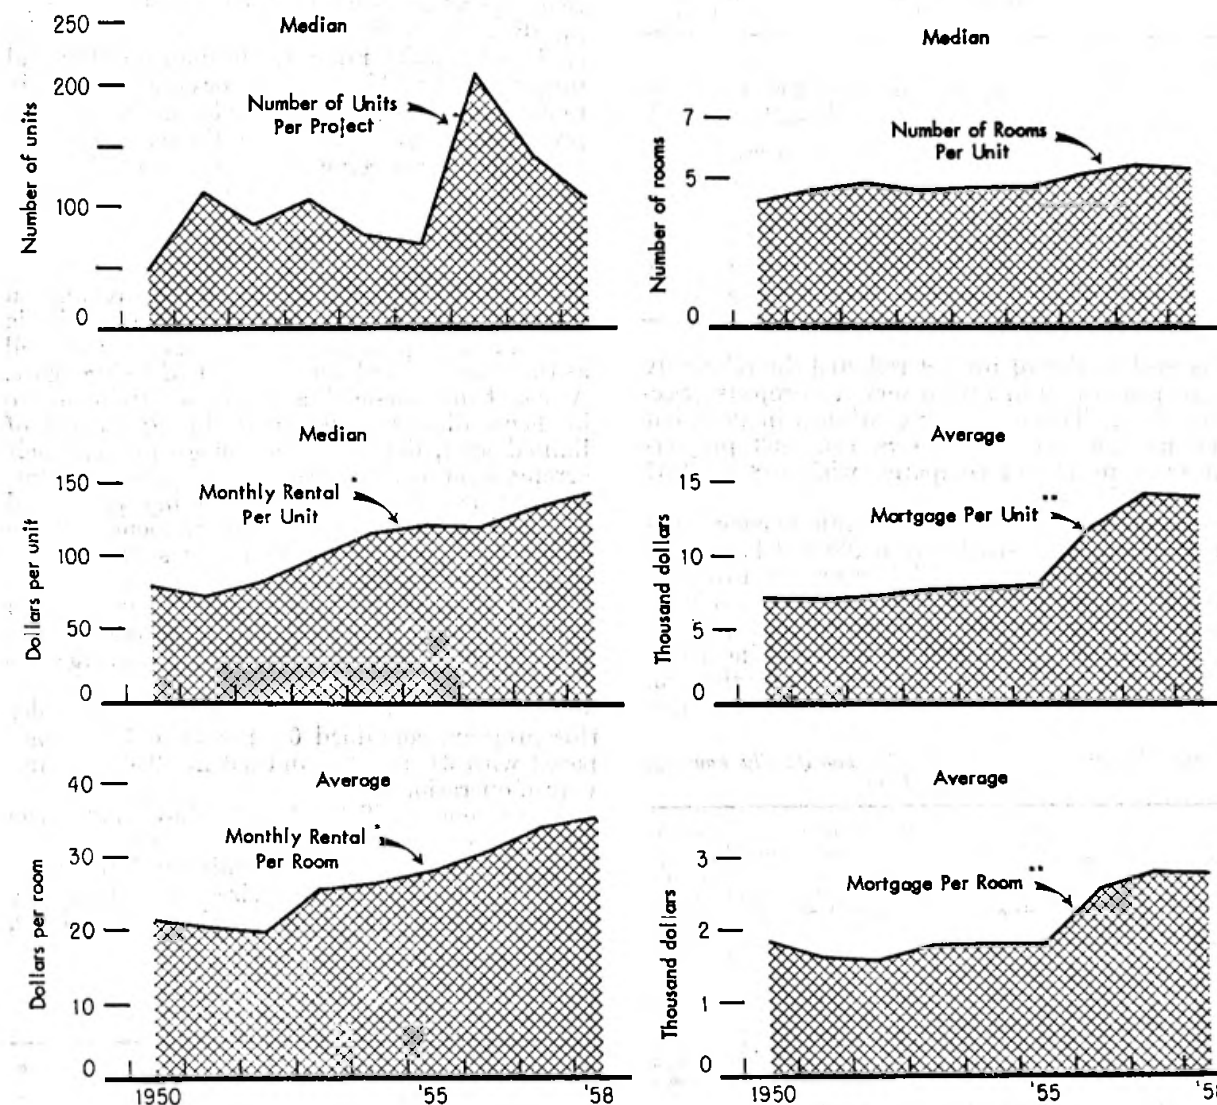 Median
250
200
100
0
Number of units
Number of Units
Per Project
Median
7
5
0
Number of rooms
Number of Rooms
Per Unit
Median
150
100
50
0
Dollars per unit
Monthly Rental *
Per Unit
Average
15
10
5
0
Thousand dollars
Mortgage Per Unit **
Average
40
30
20
10
0
Dollars per room
Monthly Rental *
Per Room
1950 '55 '58
Average
3
2
1
0
Thousand dollars
Mortgage Per Room **
1950 '55 '58